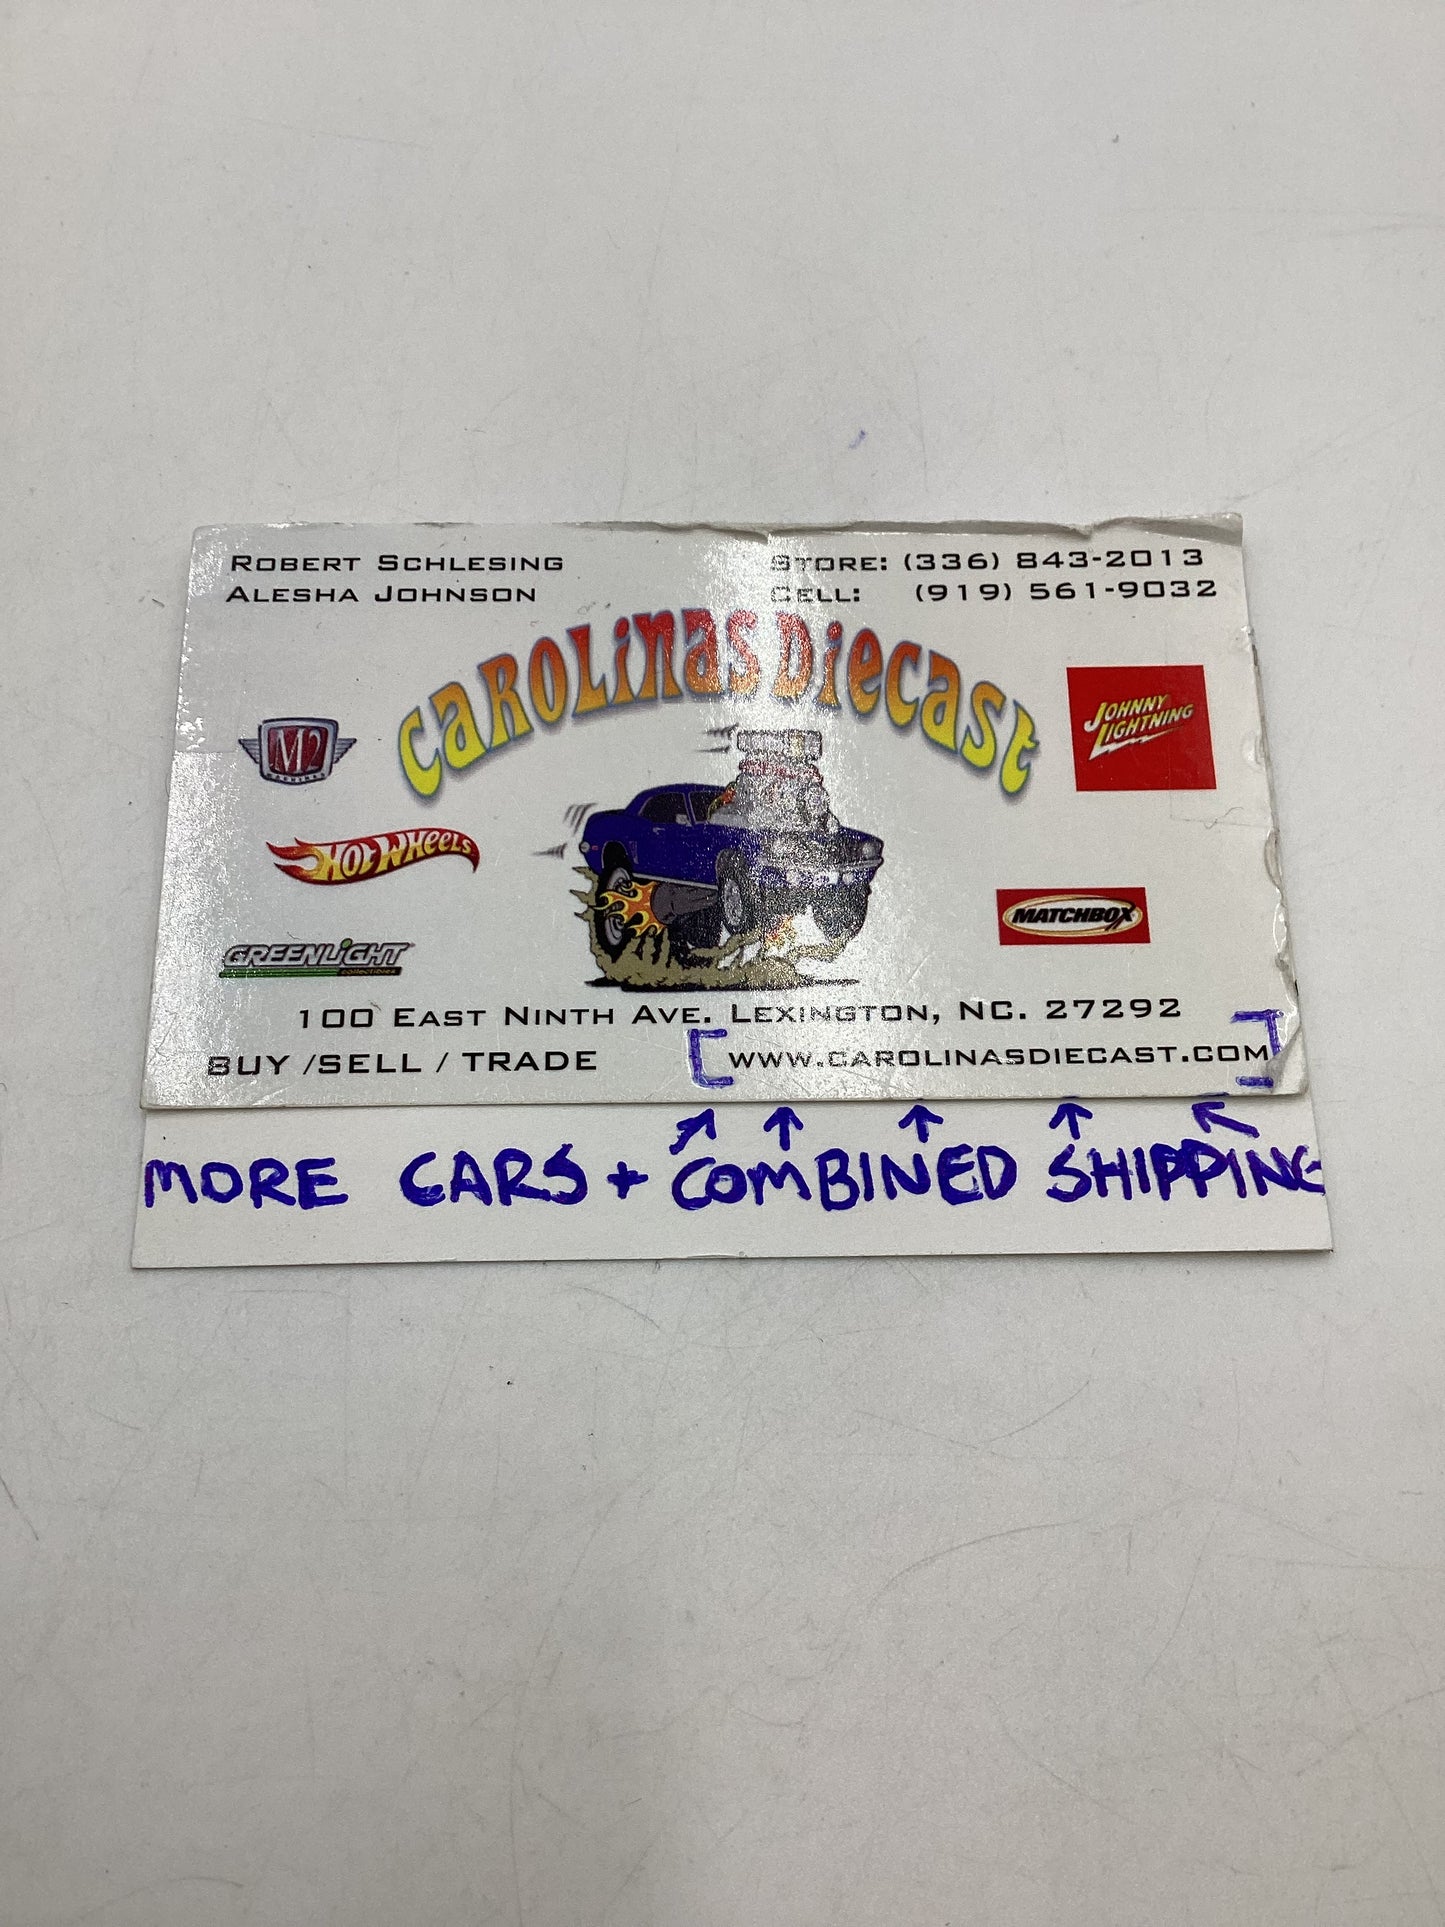 ROBERT SCHLESING
ALESHA JOHNSON
STORE: (336) 843-2013
CELL: (919) 561-9032
CAROLINAS DIECAST
M2
MACHINES
JOHNNY
LIGHTNING
HOT WHEELS
MATCHBOX
GREENLIGHT
collectibles
100 EAST NINTH AVE. LEXINGTON, NC. 27292
BUY /SELL / TRADE
[WWW.CAROLINASDIECAST.COM]
MORE CARS + COMBINED SHIPPING